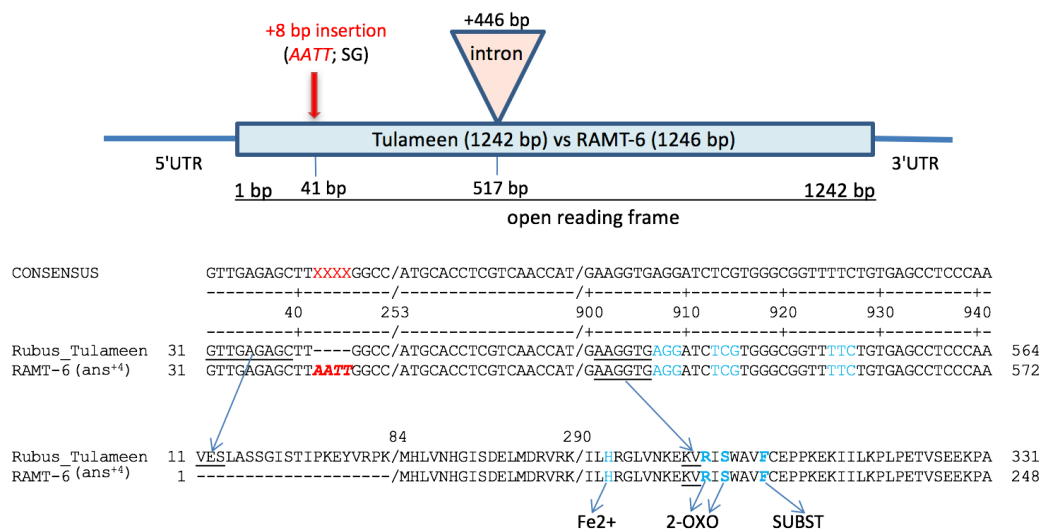 +446 bp
+8 bp insertion
(AATT; SG)
intron
Tulameen (1242 bp) vs RAMT-6 (1246 bp)
5'UTR
3'UTR
1 bp
41 bp
517 bp
1242 bp
open reading frame
CONSENSUS GTTGAGAGCTTXXXXGGCC/ATGCACCTCGTCAACCAT/GAAGGTGAGGATCTCGTGGGCGGTTTTCTGTGAGCCTCCCAA
---------+---------/------------------/-+---------+---------+---------+---------+-
40 253 900 910 920 930 940
-------------------/------------------/------------------------------------------
Rubus_Tulameen 31 GTTGAGAGCTT----GGCC/ATGCACCTCGTCAACCAT/GAAGGTGAGGATCTCGTGGGCGGTTTTCTGTGAGCCTCCCAA 564
RAMT-6 (ans+4) 31 GTTGAGAGCTTAATTGGCC/ATGCACCTCGTCAACCAT/GAAGGTGAGGATCTCGTGGGCGGTTTTCTGTGAGCCTCCCAA 572
84 290
Rubus_Tulameen 11 VESLASSGISTIPKEYVRPK/MHLVNHGISDELMDRVRK/ILHRGLVNKEKVRISWAVFCEPPKEKIILKPLPETVSEEKPA 331
RAMT-6 (ans+4) 1 --------------------/MHLVNHGISDELMDRVRK/ILHRGLVNKEKVRISWAVFCEPPKEKIILKPLPETVSEEKPA 248
Fe2+ 2-OXO SUBST